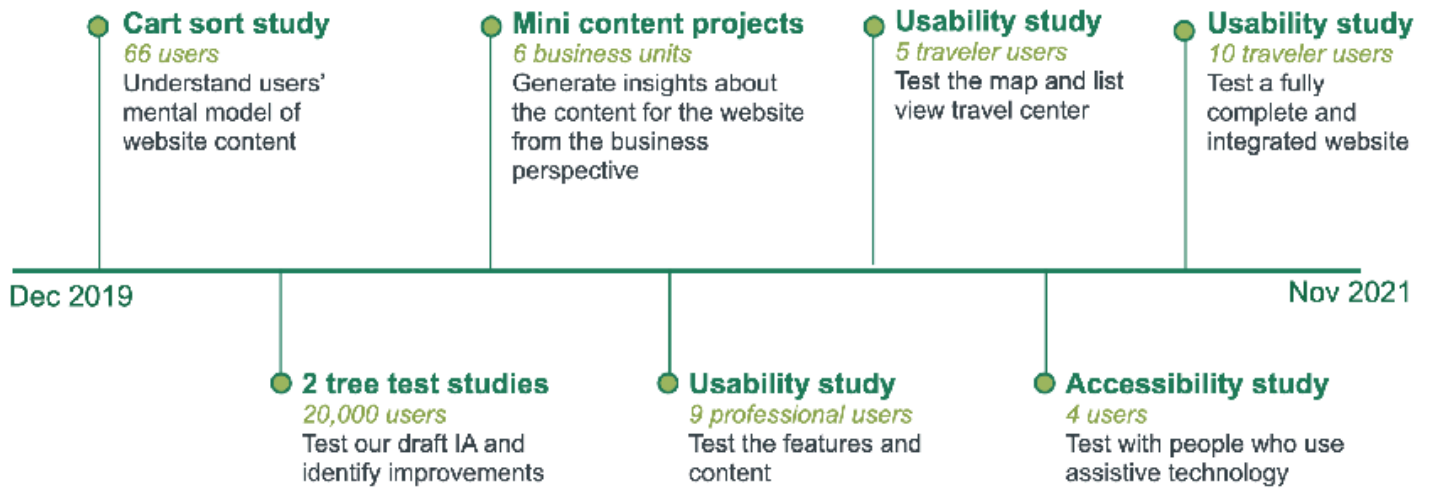 Cart sort study
66 users
Understand users'
mental model of
website content
Mini content projects
6 business units
Generate insights about
the content for the website
from the business
perspective
Usability study
5 traveler users
Test the map and list
view travel center
Usability study
10 traveler users
Test a fully
complete and
integrated website
Dec 2019
Nov 2021
2 tree test studies
20,000 users
Test our draft IA and
identify improvements
Usability study
9 professional users
Test the features and
content
Accessibility study
4 users
Test with people who use
assistive technology